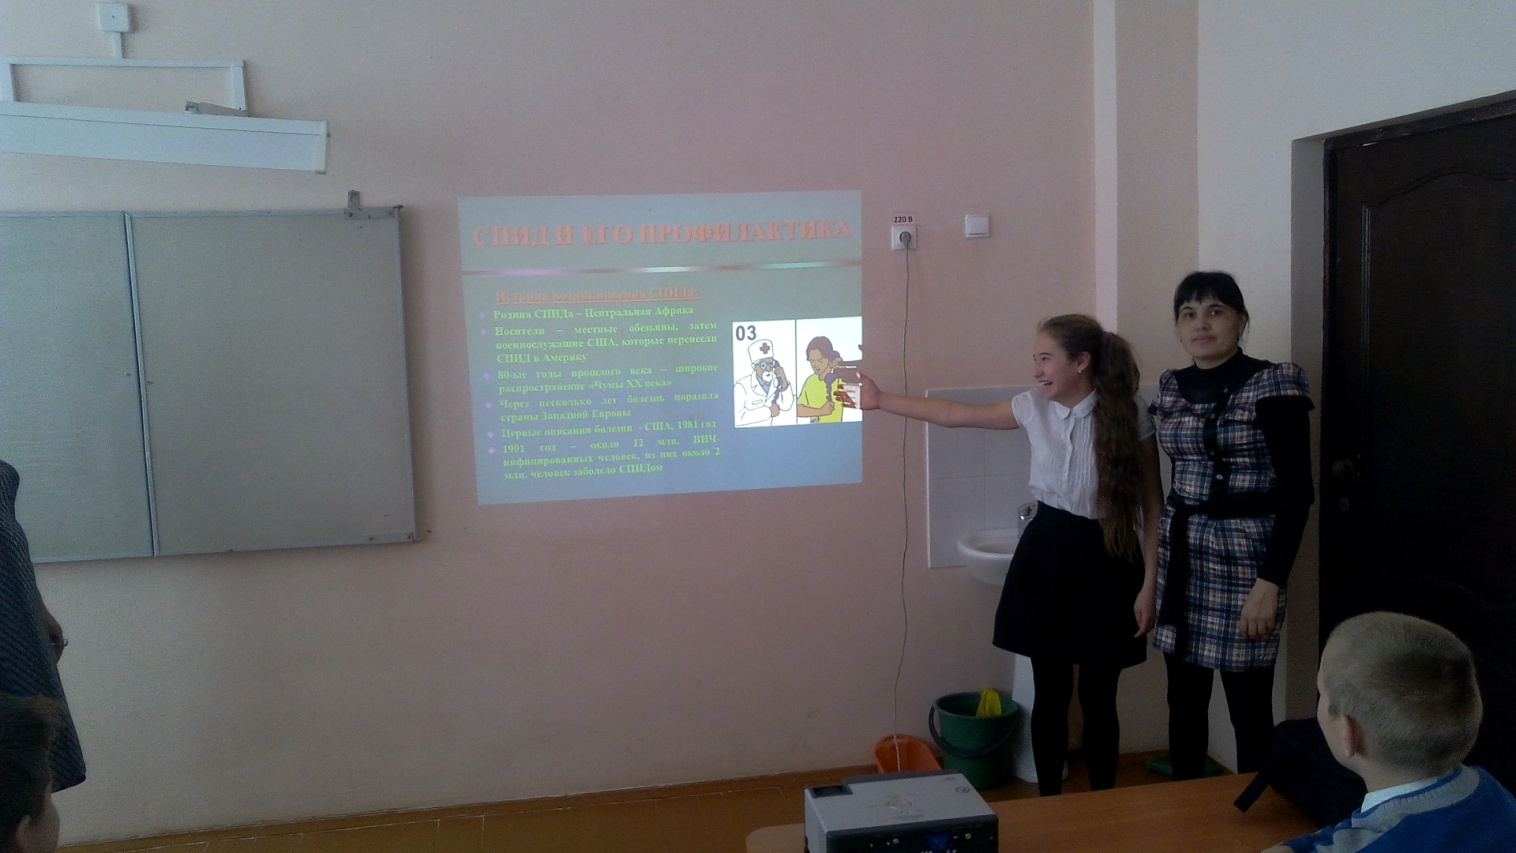 СПИД И ЕГО ПРОФИЛАКТИКА
История возникновения СПИДа:
Родина СПИДа – Центральная Африка
Носители – местные обезьяны, затем
военнослужащие США, которые перенесли
СПИД в Америку
80-ые годы прошлого века – широкое
распространение «Чумы XX века»
Через несколько лет болезнь поразила
страны Западной Европы
Первые описания болезни - США, 1981 год
1991 год – около 12 млн. ВИЧ-
инфицированных человек, из них около 2
млн. человек заболело СПИДом
03
220 В